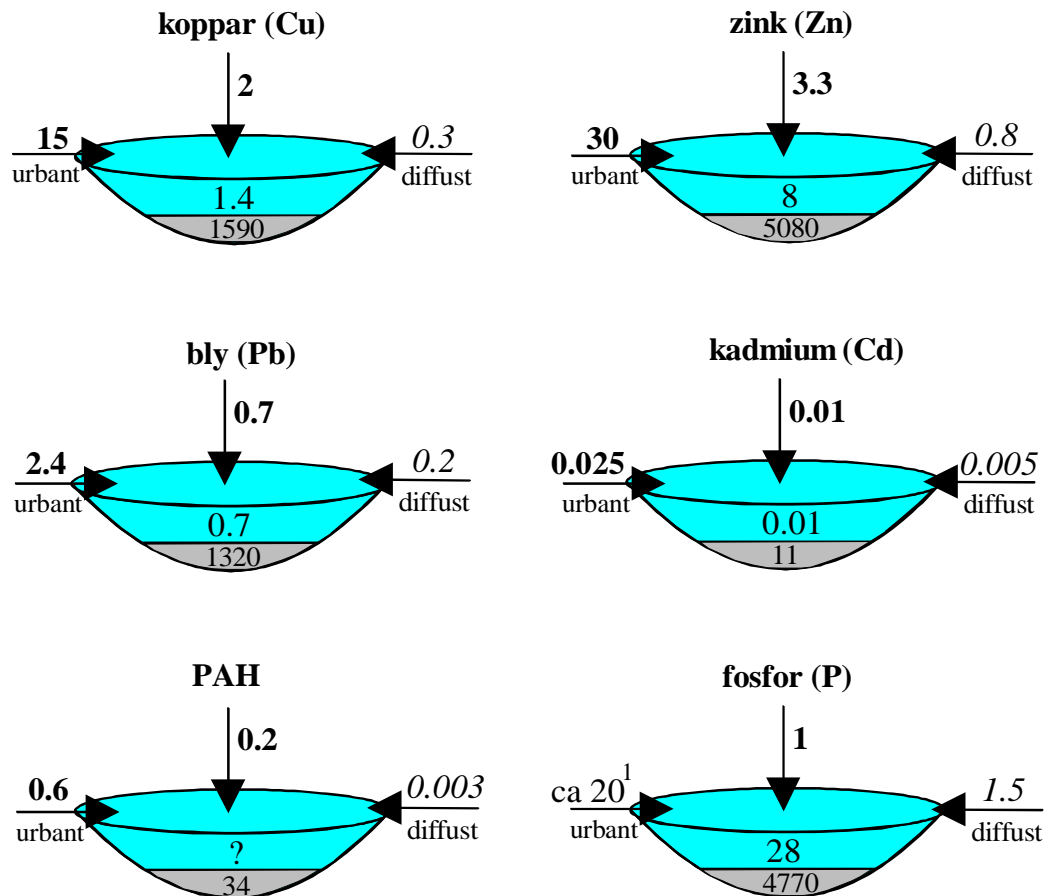 koppar (Cu)
2
15
urbant
0.3
diffust
1.4
1590
zink (Zn)
3.3
30
urbant
0.8
diffust
8
5080
bly (Pb)
0.7
2.4
urbant
0.2
diffust
0.7
1320
kadmium (Cd)
0.01
0.025
urbant
0.005
diffust
0.01
11
PAH
0.2
0.6
urbant
0.003
diffust
?
34
fosfor (P)
1
ca 20¹
urbant
1.5
diffust
28
4770